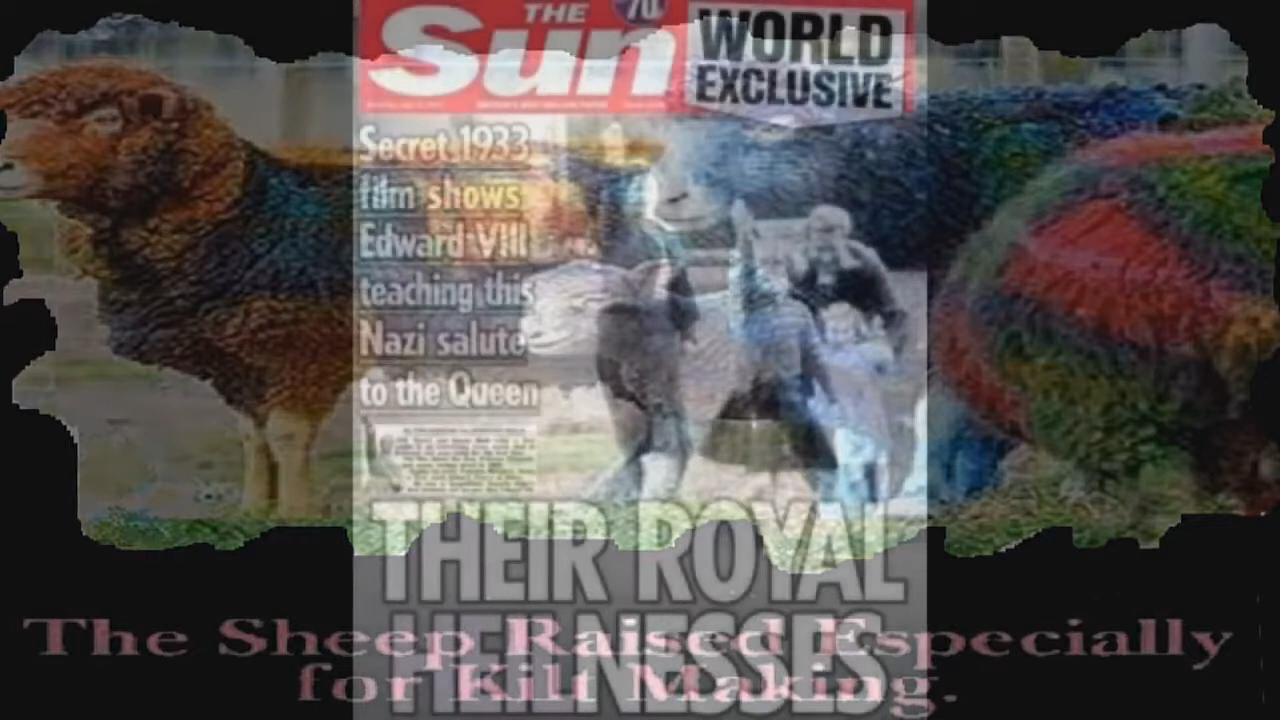 THE
Sun
70
WORLD
EXCLUSIVE
Secret 1933
film shows
Edward VIII
teaching this
Nazi salute
to the Queen
THEIR ROYAL
HEILNESSES
The Sheep Raised Especially
for Kilt Making.